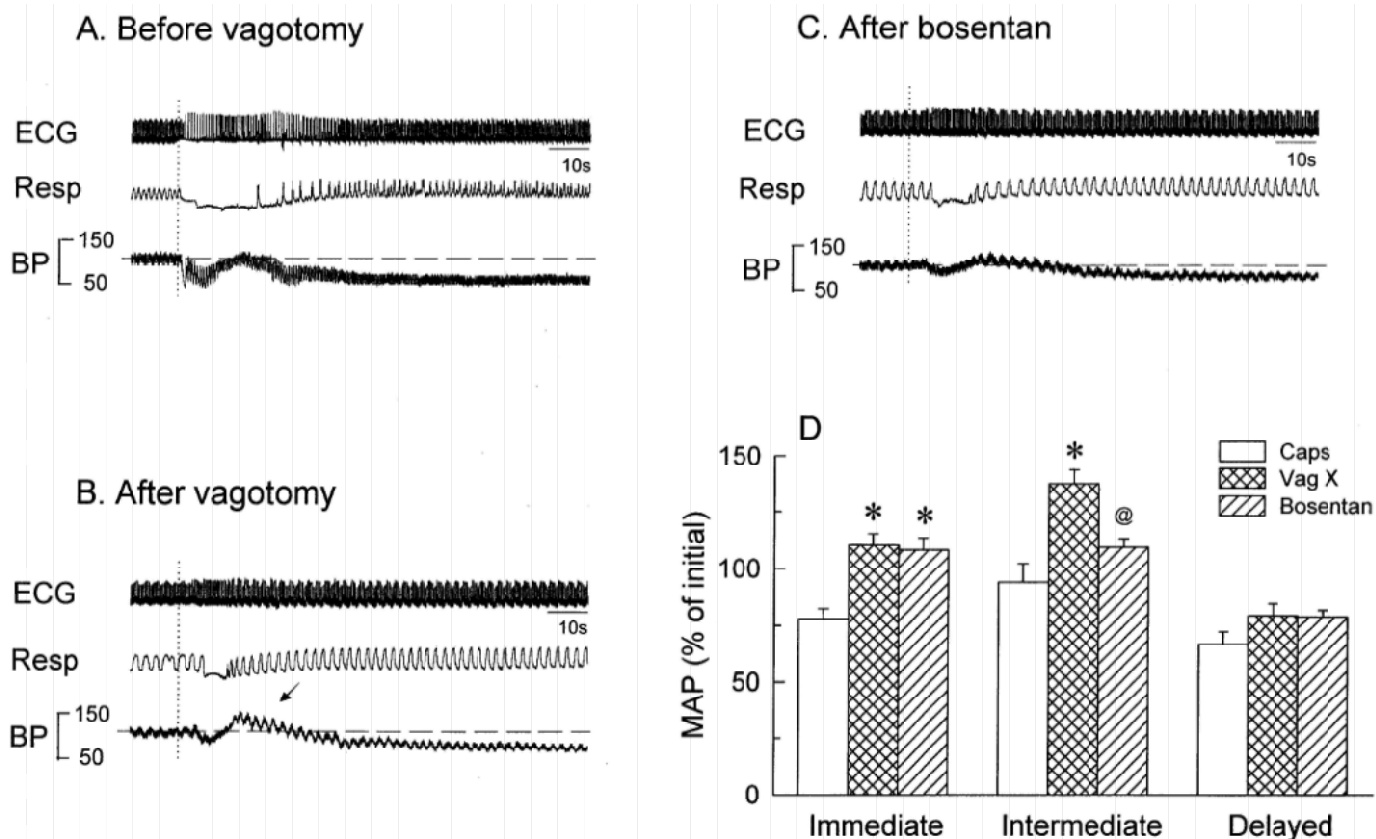 A. Before vagotomy
ECG
10s
Resp
150
BP
50
B. After vagotomy
ECG
10s
Resp
150
BP
50
C. After bosentan
ECG
10s
Resp
150
BP
50
D
Caps
Vag X
Bosentan
MAP (% of initial)
150
100
50
0
*
*
*
@
Immediate
Intermediate
Delayed